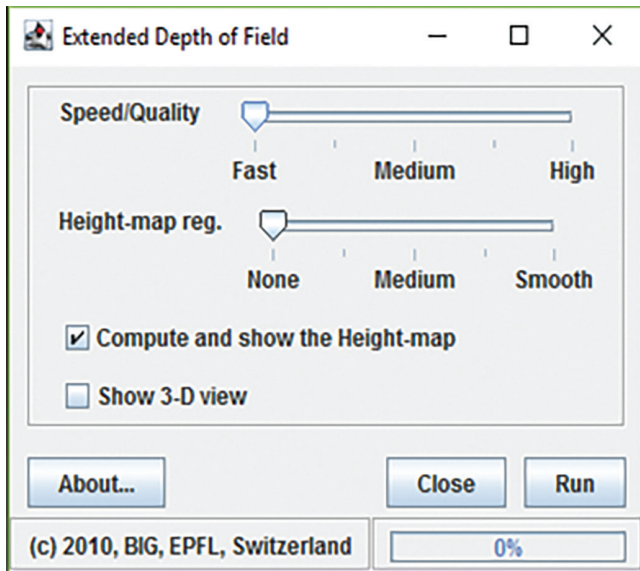 Extended Depth of Field
Speed/Quality
Fast Medium High
Height-map reg.
None Medium Smooth
Compute and show the Height-map
Show 3-D view
About... Close Run
(c) 2010, BIG, EPFL, Switzerland 0%